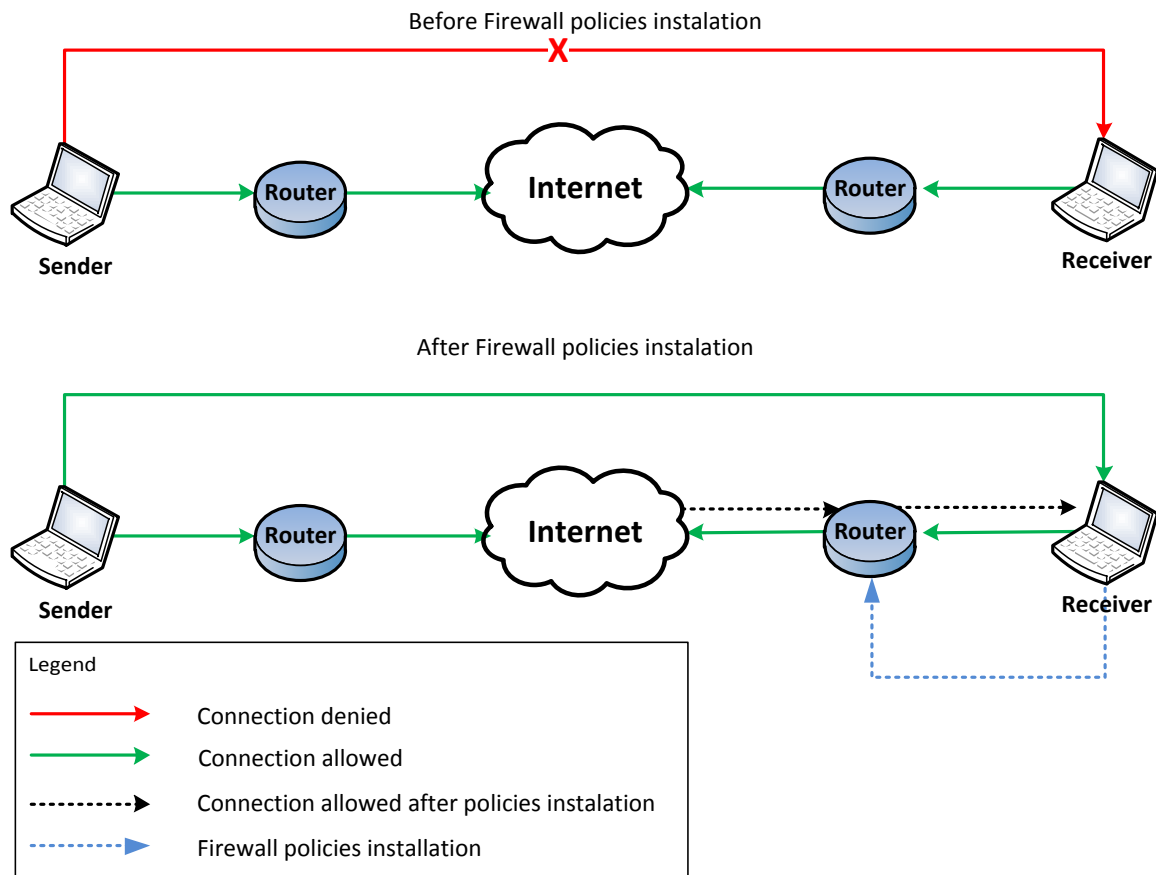 Before Firewall policies instalation
X
Router
Internet
Router
Sender
Receiver
After Firewall policies instalation
Router
Internet
Router
Sender
Receiver
Legend
Connection denied
Connection allowed
Connection allowed after policies instalation
Firewall policies installation